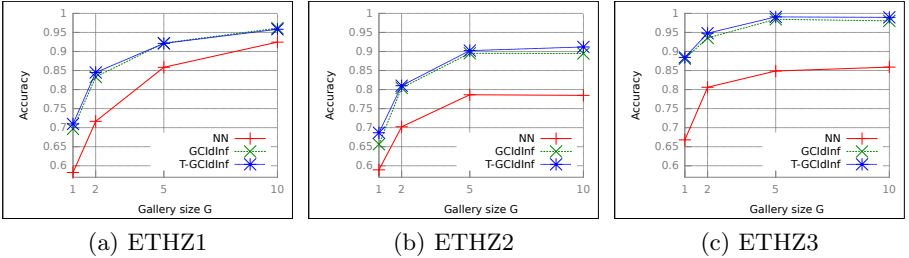 1
0.95
0.9
0.85
0.8
0.75
0.7
0.65
0.6
Accuracy
NN
GCIdInf
T-GCIdInf
1 2 5 10
Gallery size G
(a) ETHZ1
1
0.95
0.9
0.85
0.8
0.75
0.7
0.65
0.6
Accuracy
NN
GCIdInf
T-GCIdInf
1 2 5 10
Gallery size G
(b) ETHZ2
1
0.95
0.9
0.85
0.8
0.75
0.7
0.65
0.6
Accuracy
NN
GCIdInf
T-GCIdInf
1 2 5 10
Gallery size G
(c) ETHZ3